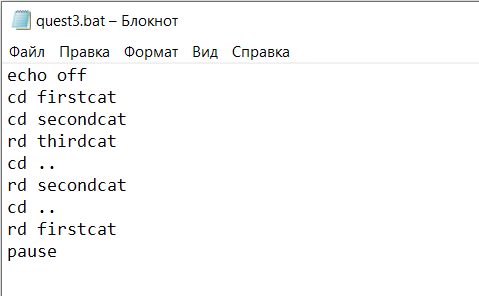 quest3.bat – Блокнот
Файл Правка Формат Вид Справка
echo off
cd firstcat
cd secondcat
rd thirdcat
cd ..
rd secondcat
cd ..
rd firstcat
pause